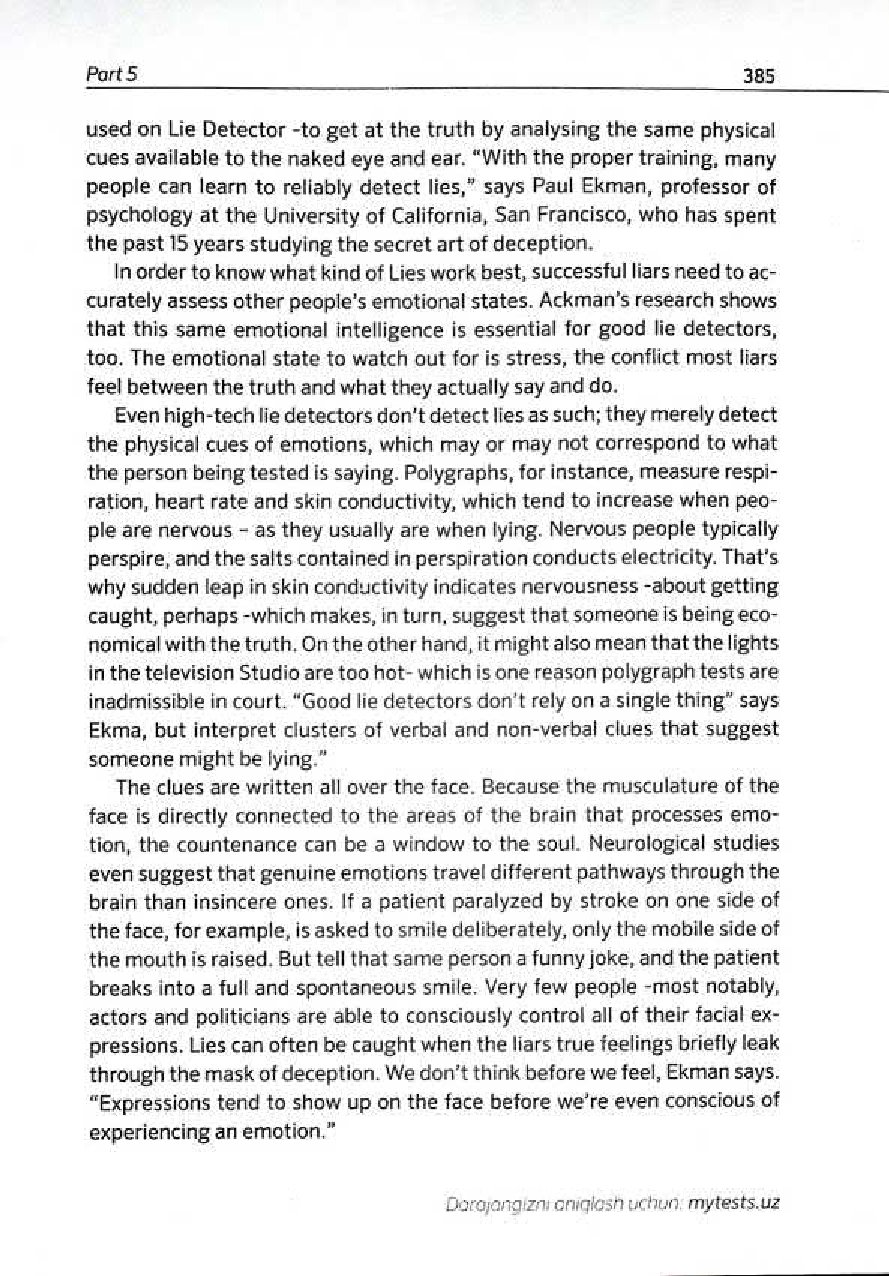 Part 5
385
used on Lie Detector -to get at the truth by analysing the same physical
cues available to the naked eye and ear. "With the proper training, many
people can learn to reliably detect lies," says Paul Ekman, professor of
psychology at the University of California, San Francisco, who has spent
the past 15 years studying the secret art of deception.
In order to know what kind of Lies work best, successful liars need to ac-
curately assess other people's emotional states. Ackman's research shows
that this same emotional intelligence is essential for good lie detectors,
too. The emotional state to watch out for is stress, the conflict most liars
feel between the truth and what they actually say and do.
Even high-tech lie detectors don't detect lies as such; they merely detect
the physical cues of emotions, which may or may not correspond to what
the person being tested is saying. Polygraphs, for instance, measure respi-
ration, heart rate and skin conductivity, which tend to increase when peo-
ple are nervous – as they usually are when lying. Nervous people typically
perspire, and the salts contained in perspiration conducts electricity. That's
why sudden leap in skin conductivity indicates nervousness -about getting
caught, perhaps -which makes, in turn, suggest that someone is being eco-
nomical with the truth. On the other hand, it might also mean that the lights
in the television Studio are too hot- which is one reason polygraph tests are
inadmissible in court. "Good lie detectors don't rely on a single thing" says
Ekma, but interpret clusters of verbal and non-verbal clues that suggest
someone might be lying."
The clues are written all over the face. Because the musculature of the
face is directly connected to the areas of the brain that processes emo-
tion, the countenance can be a window to the soul. Neurological studies
even suggest that genuine emotions travel different pathways through the
brain than insincere ones. If a patient paralyzed by stroke on one side of
the face, for example, is asked to smile deliberately, only the mobile side of
the mouth is raised. But tell that same person a funny joke, and the patient
breaks into a full and spontaneous smile. Very few people -most notably,
actors and politicians are able to consciously control all of their facial ex-
pressions. Lies can often be caught when the liars true feelings briefly leak
through the mask of deception. We don't think before we feel, Ekman says.
"Expressions tend to show up on the face before we're even conscious of
experiencing an emotion."
Darajangizni aniqlash uchun: mytests.uz